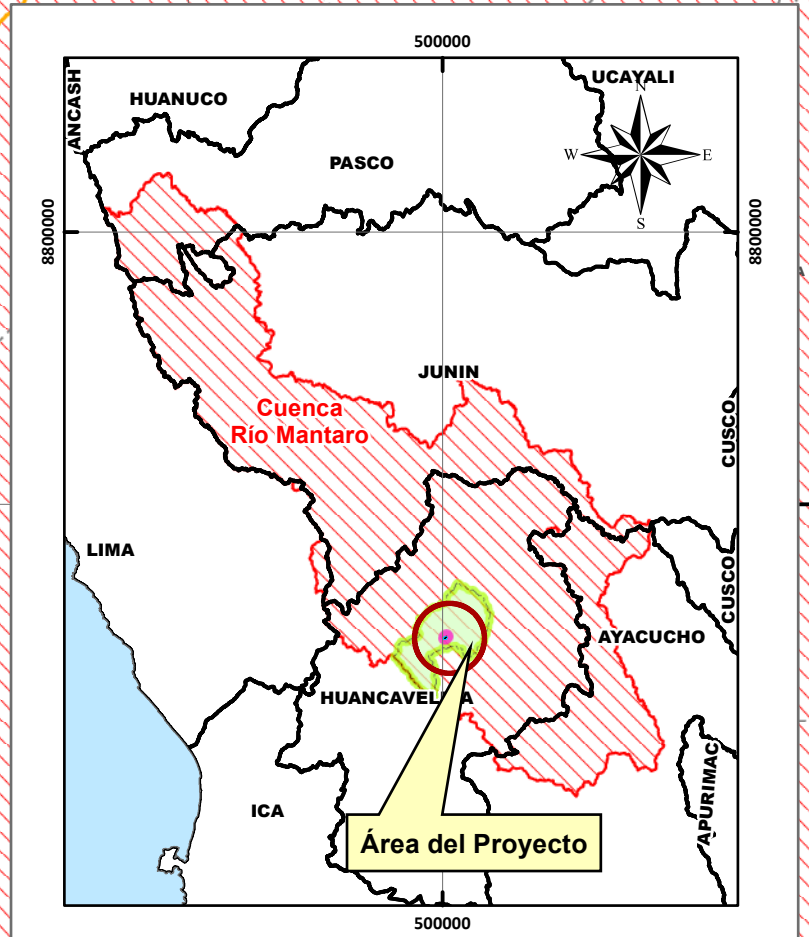 500000
ANCASH
HUANUCO
UCAYALI
N
PASCO
W
E
S
8800000
8800000
JUNIN
Cuenca
Río Mantaro
CUSCO
LIMA
CUSCO
AYACUCHO
HUANCAVELICA
APURIMAC
ICA
Área del Proyecto
500000